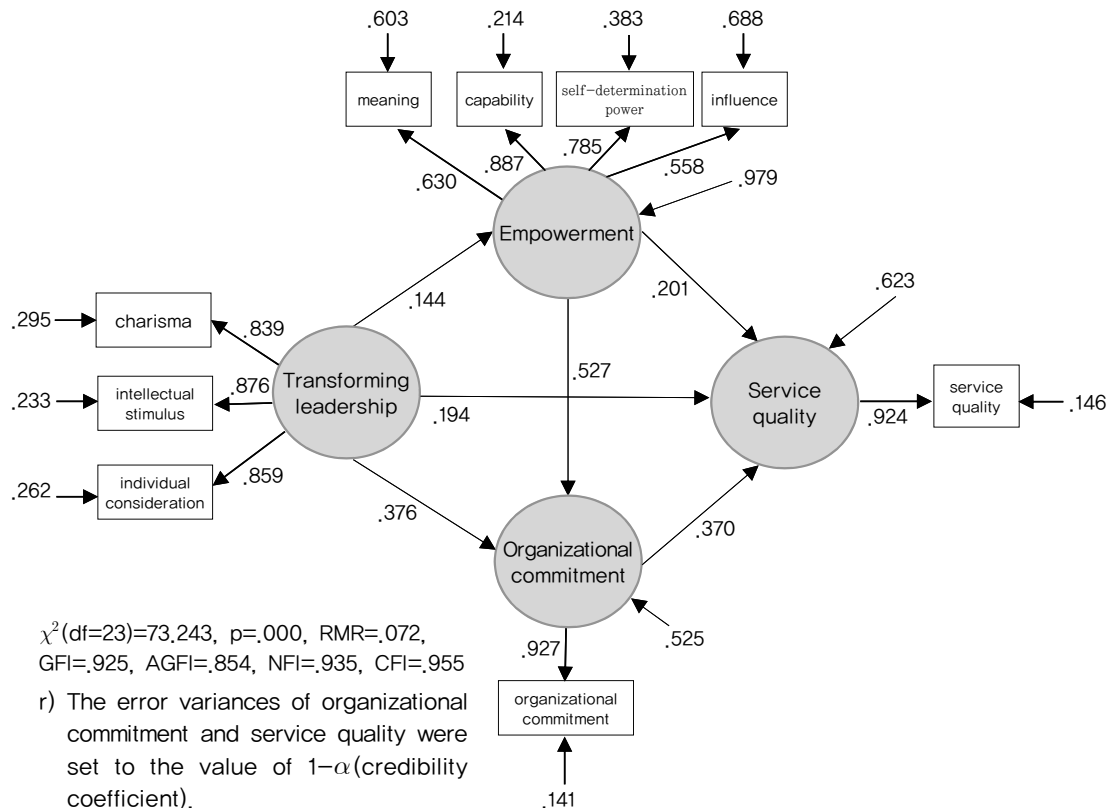 .603
.214
.383
.688
meaning
capability
self-determination
power
influence
.630
.887
.785
.558
.979
Empowerment
.144
.201
.623
.295
charisma
.839
.233
intellectual
stimulus
.876
.262
individual
consideration
.859
Transforming
leadership
.194
.527
Service
quality
.924
service
quality
.146
.376
.370
Organizational
commitment
.525
.927
organizational
commitment
.141
χ²(df=23)=73.243, p=.000, RMR=.072,
GFI=.925, AGFI=.854, NFI=.935, CFI=.955
r) The error variances of organizational
commitment and service quality were
set to the value of 1−α(credibility
coefficient).